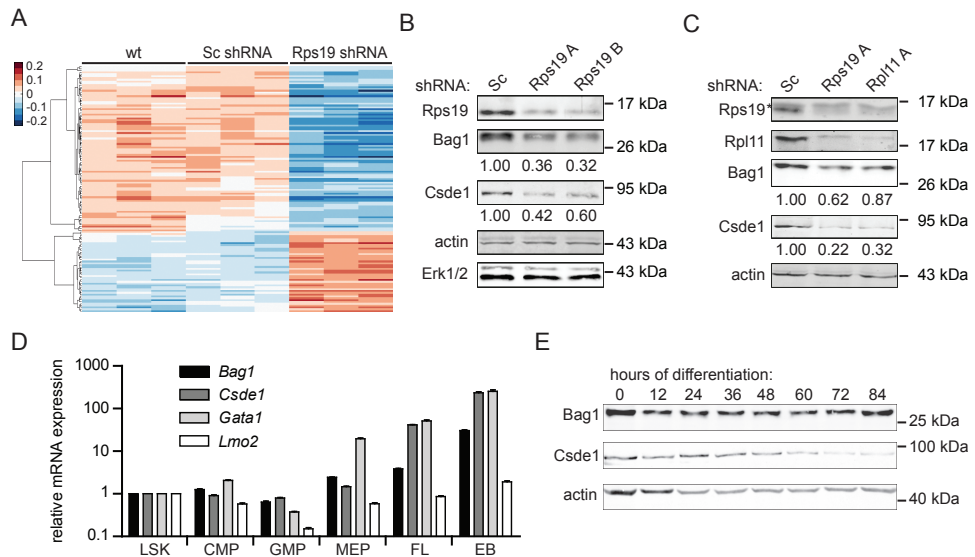 A
wt Sc shRNA Rps19 shRNA
0.2
0.1
0
-0.1
-0.2
B
shRNA: Sc Rps19 A Rps19 B
Rps19 17 kDa
Bag1 26 kDa
1.00 0.36 0.32
Csde1 95 kDa
1.00 0.42 0.60
actin 43 kDa
Erk1/2 43 kDa
C
shRNA: Sc Rps19 A Rpl11 A
Rps19* 17 kDa
Rpl11 17 kDa
Bag1 26 kDa
1.00 0.62 0.87
Csde1 95 kDa
1.00 0.22 0.32
actin 43 kDa
D
relative mRNA expression
1000
100
10
1
0.1
Bag1
Csde1
Gata1
Lmo2
LSK CMP GMP MEP FL EB
E
hours of differentiation:
0 12 24 36 48 60 72 84
Bag1 25 kDa
Csde1 100 kDa
actin 40 kDa